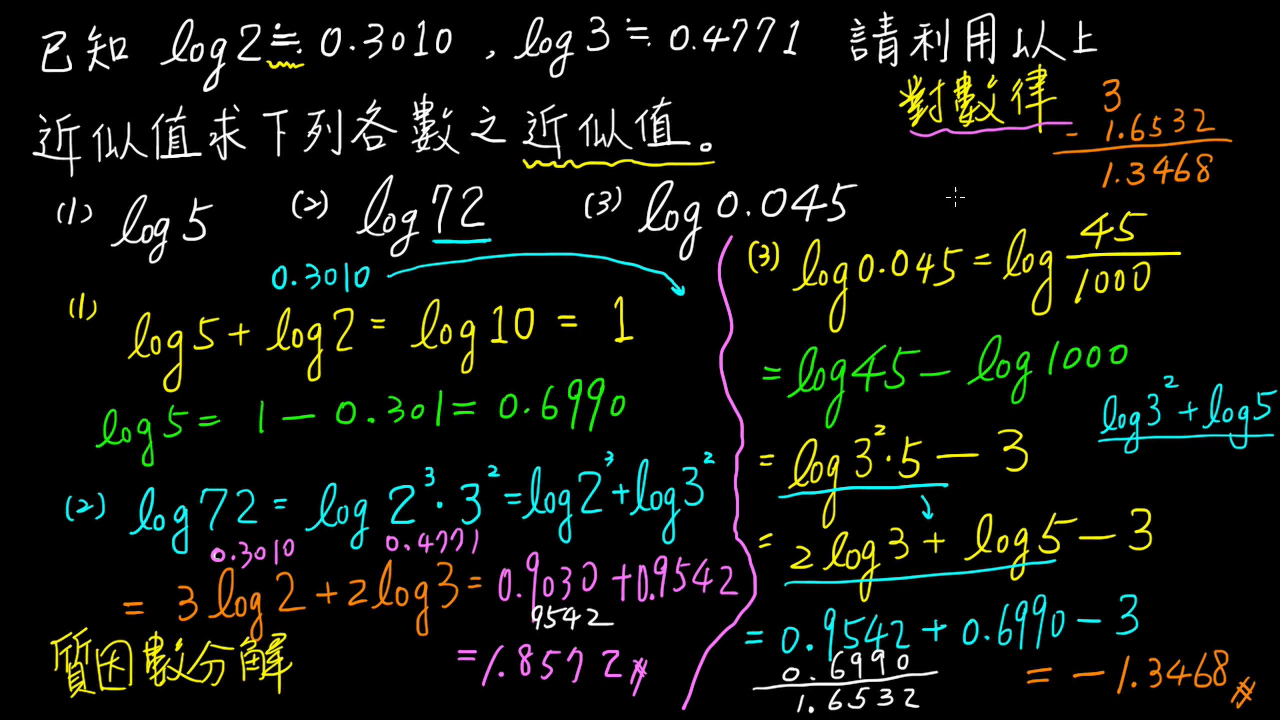 已知 log2≒0.3010 , log3≒0.4771 請利用以上
近似值求下列各數之近似值。
對數律
3
- 1.6532
1.3468
(1) log5 (2) log72 (3) log0.045
0.3010
(1) log5 + log2 = log10 = 1
log5 = 1 - 0.301 = 0.6990
(2) log72 = log 2³·3² = log2³ + log3²
0.3010 0.4771
= 3log2 + 2log3 = 0.9030 + 0.9542
9542
= 1.8572 #
質因數分解
(3) log0.045 = log 45/1000
= log45 - log1000
log3² + log5
= log3²·5 - 3
= 2log3 + log5 - 3
= 0.9542 + 0.6990 - 3
0.6990
1.6532
= -1.3468 #